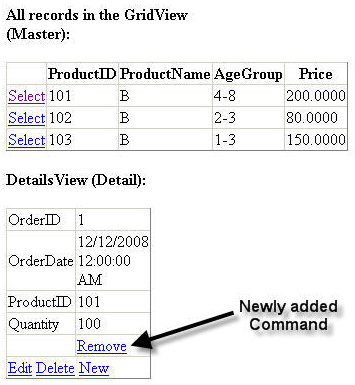 All records in the GridView
(Master):
ProductID ProductName AgeGroup Price
Select 101 B 4-8 200.0000
Select 102 B 2-3 80.0000
Select 103 B 1-3 150.0000
DetailsView (Detail):
OrderID 1
12/12/2008
OrderDate 12:00:00
AM
ProductID 101
Quantity 100
Remove
Edit Delete New
Newly added
Command